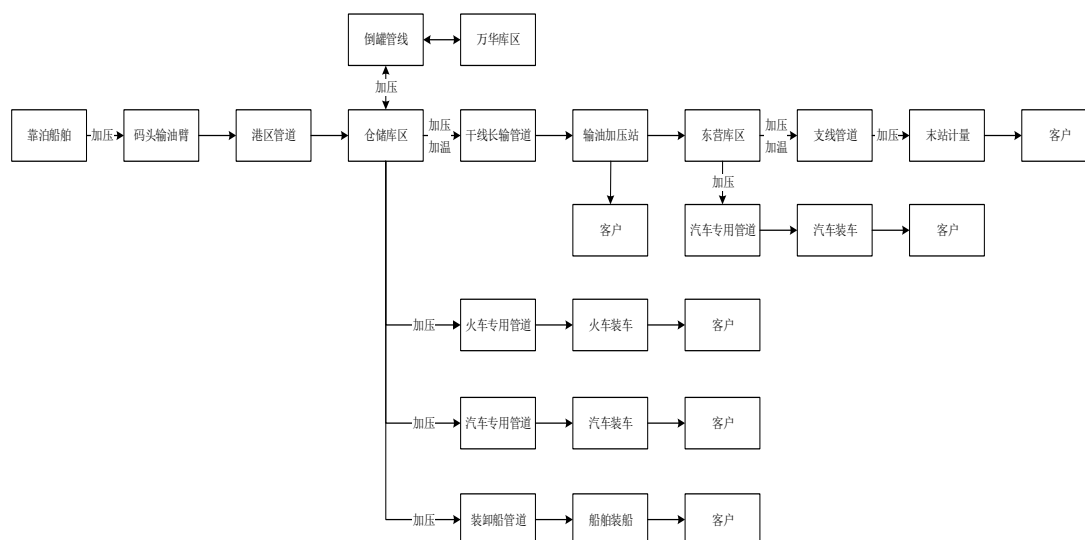 倒罐管线
万华库区
加压
靠泊船舶
加压
码头输油臂
港区管道
仓储库区
加压
加温
干线长输管道
输油加压站
东营库区
加压
加温
支线管道
加压
末站计量
客户
加压
客户
汽车专用管道
汽车装车
客户
加压
火车专用管道
火车装车
客户
加压
汽车专用管道
汽车装车
客户
加压
装卸船管道
船舶装船
客户